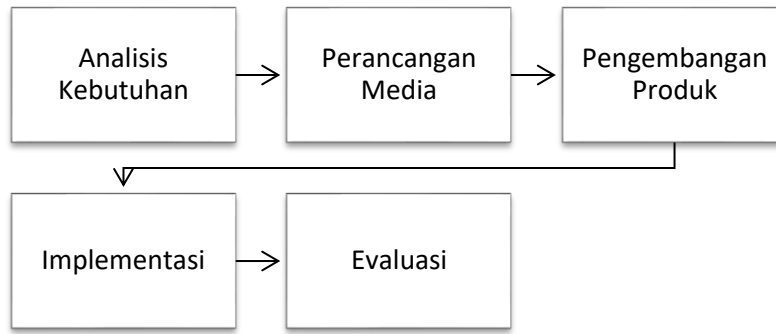 Analisis
Kebutuhan
Perancangan
Media
Pengembangan
Produk
Implementasi
Evaluasi